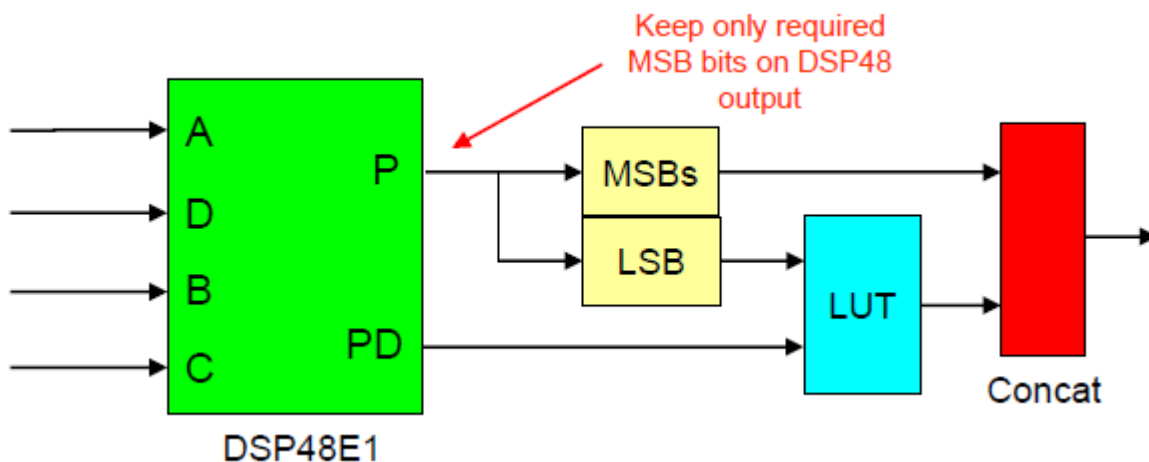 Keep only required
MSB bits on DSP48
output
A
D
B
C
P
PD
MSBs
LSB
LUT
Concat
DSP48E1